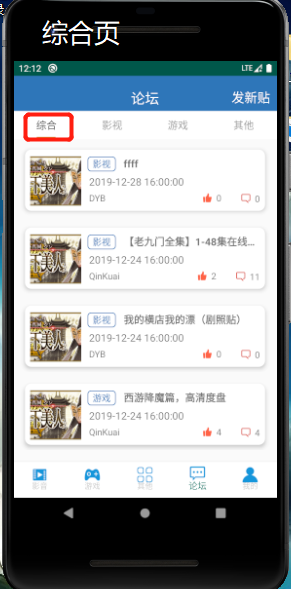 综合页
12:12 LTE
论坛 发新贴
综合 影视 游戏 其他
影视 ffff
2019-12-28 16:00:00
DYB 0 0
影视 【老九门全集】1-48集在线...
2019-12-24 16:00:00
QinKuai 2 11
影视 我的横店我的漂（剧照贴）
2019-12-24 16:00:00
DYB 0 0
游戏 西游降魔篇，高清度盘
2019-12-24 16:00:00
QinKuai 4 4
影视 游戏 其他 论坛 我的